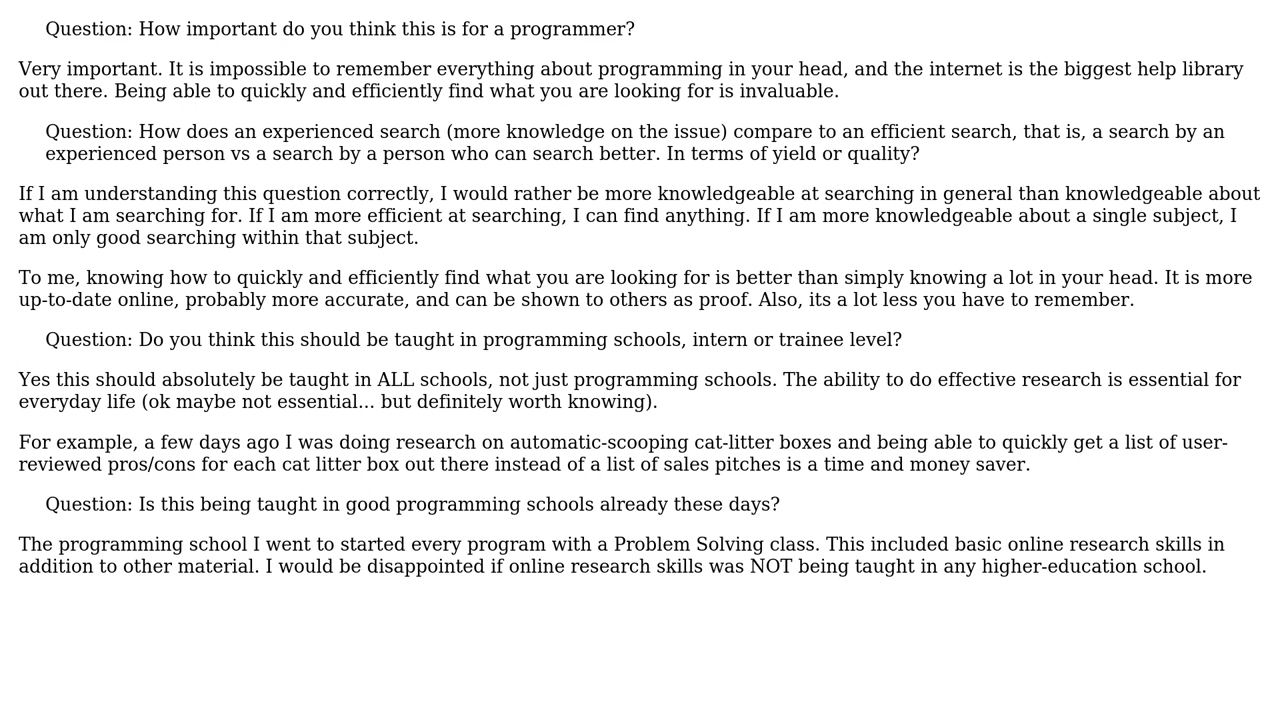 Question: How important do you think this is for a programmer?
Very important. It is impossible to remember everything about programming in your head, and the internet is the biggest help library
out there. Being able to quickly and efficiently find what you are looking for is invaluable.
Question: How does an experienced search (more knowledge on the issue) compare to an efficient search, that is, a search by an
experienced person vs a search by a person who can search better. In terms of yield or quality?
If I am understanding this question correctly, I would rather be more knowledgeable at searching in general than knowledgeable about
what I am searching for. If I am more efficient at searching, I can find anything. If I am more knowledgeable about a single subject, I
am only good searching within that subject.
To me, knowing how to quickly and efficiently find what you are looking for is better than simply knowing a lot in your head. It is more
up-to-date online, probably more accurate, and can be shown to others as proof. Also, its a lot less you have to remember.
Question: Do you think this should be taught in programming schools, intern or trainee level?
Yes this should absolutely be taught in ALL schools, not just programming schools. The ability to do effective research is essential for
everyday life (ok maybe not essential... but definitely worth knowing).
For example, a few days ago I was doing research on automatic-scooping cat-litter boxes and being able to quickly get a list of user-
reviewed pros/cons for each cat litter box out there instead of a list of sales pitches is a time and money saver.
Question: Is this being taught in good programming schools already these days?
The programming school I went to started every program with a Problem Solving class. This included basic online research skills in
addition to other material. I would be disappointed if online research skills was NOT being taught in any higher-education school.